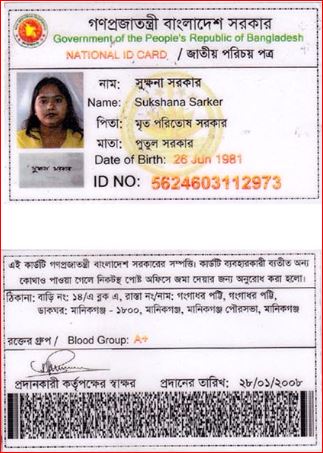 গণপ্রজাতন্ত্রী বাংলাদেশ সরকার
Government of the People's Republic of Bangladesh
NATIONAL ID CARD / জাতীয় পরিচয় পত্র
নাম: সুক্ষনা সরকার
Name: Sukshana Sarker
পিতা: মৃত পরিতোষ সরকার
মাতা: পুতুল সরকার
Date of Birth: 26 Jun 1981
ID NO: 5624603112973
এই কার্ডটি গণপ্রজাতন্ত্রী বাংলাদেশ সরকারের সম্পত্তি। কার্ডটি ব্যবহারকারী ব্যতীত অন্য
কোথাও পাওয়া গেলে নিকটস্থ পোষ্ট অফিসে জমা দেয়ার জন্য অনুরোধ করা হলো।
ঠিকানা: বাড়ি নং: ১৪/এ ব্লক এ, রাস্তা নং/নাম: গংগাধর পট্টি, গংগাধর পট্টি,
ডাকঘর: মানিকগঞ্জ - ১৮০০, মানিকগঞ্জ, মানিকগঞ্জ পৌরসভা, মানিকগঞ্জ
রক্তের গ্রুপ / Blood Group: A+
প্রদানকারী কর্তৃপক্ষের স্বাক্ষর প্রদানের তারিখ: ২৮/০১/২০০৮